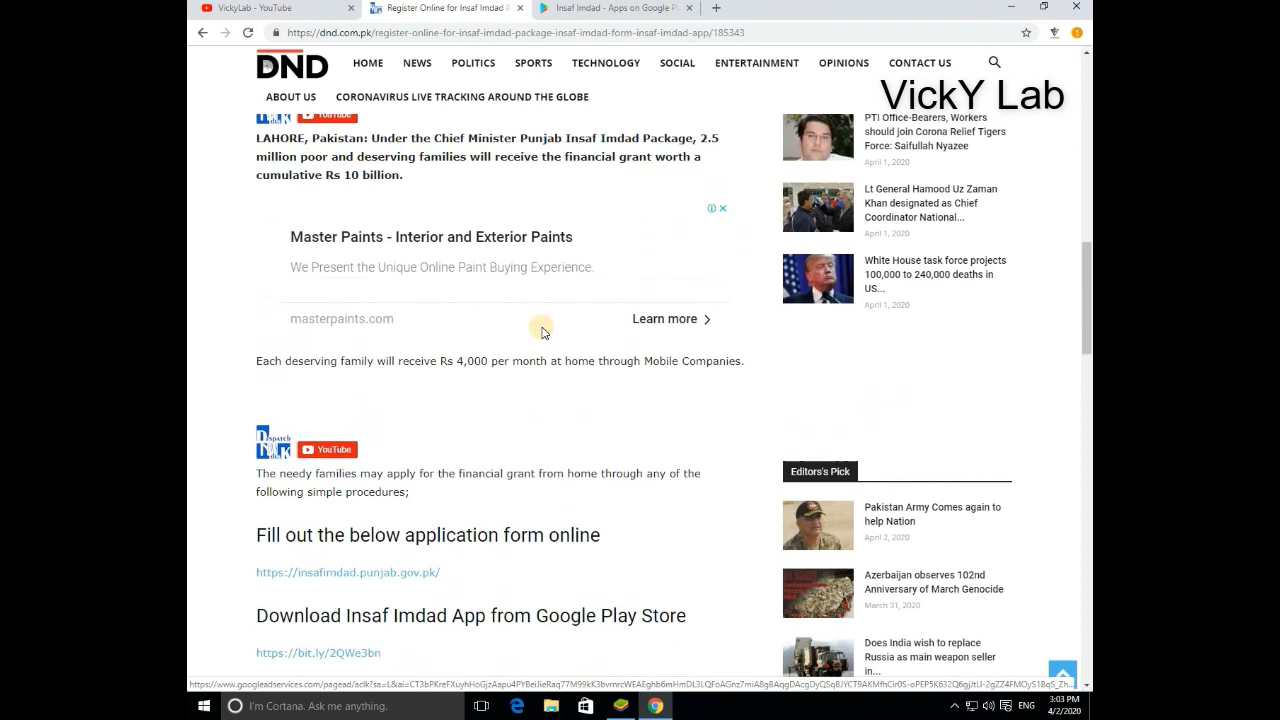 VickyLab - YouTube
Register Online for Insaf Imdad P
Insaf Imdad - Apps on Google P
https://dnd.com.pk/register-online-for-insaf-imdad-package-insaf-imdad-form-insaf-imdad-app/185343
DND
HOME NEWS POLITICS SPORTS TECHNOLOGY SOCIAL ENTERTAINMENT OPINIONS CONTACT US
ABOUT US CORONAVIRUS LIVE TRACKING AROUND THE GLOBE
VickY Lab
YouTube
LAHORE, Pakistan: Under the Chief Minister Punjab Insaf Imdad Package, 2.5
million poor and deserving families will receive the financial grant worth a
cumulative Rs 10 billion.
Master Paints - Interior and Exterior Paints
We Present the Unique Online Paint Buying Experience.
masterpaints.com
Learn more
Each deserving family will receive Rs 4,000 per month at home through Mobile Companies.
YouTube
The needy families may apply for the financial grant from home through any of the
following simple procedures;
Fill out the below application form online
https://insafimdad.punjab.gov.pk/
Download Insaf Imdad App from Google Play Store
https://bit.ly/2QWe3bn
PTI Office-Bearers, Workers
should join Corona Relief Tigers
Force: Saifullah Nyazee
April 1, 2020
Lt General Hamood Uz Zaman
Khan designated as Chief
Coordinator National...
April 1, 2020
White House task force projects
100,000 to 240,000 deaths in
US...
April 1, 2020
Editors's Pick
Pakistan Army Comes again to
help Nation
April 2, 2020
Azerbaijan observes 102nd
Anniversary of March Genocide
March 31, 2020
Does India wish to replace
Russia as main weapon seller
in...
I'm Cortana. Ask me anything.
ENG
3:03 PM
4/2/2020